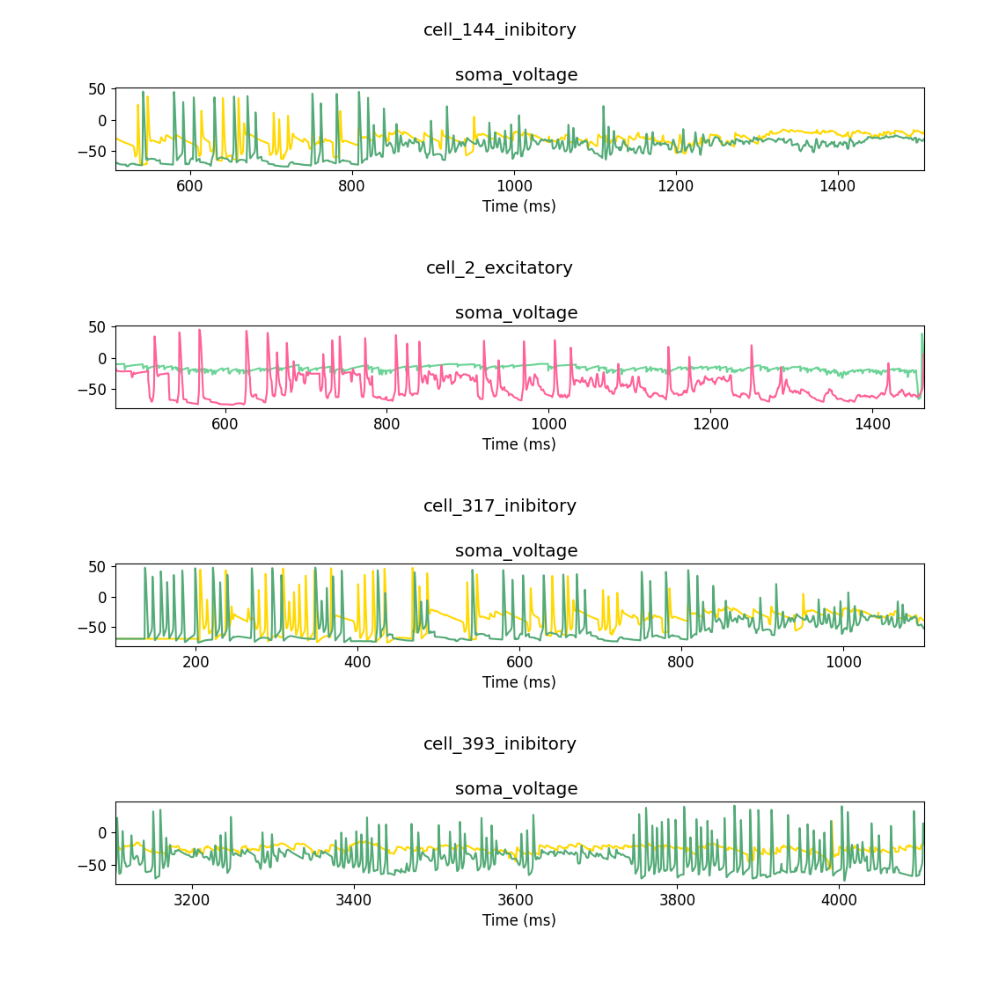 cell_144_inibitory
soma_voltage
50
0
−50
600 800 1000 1200 1400
Time (ms)
cell_2_excitatory
soma_voltage
50
0
−50
600 800 1000 1200 1400
Time (ms)
cell_317_inibitory
soma_voltage
50
0
−50
200 400 600 800 1000
Time (ms)
cell_393_inibitory
soma_voltage
0
−50
3200 3400 3600 3800 4000
Time (ms)